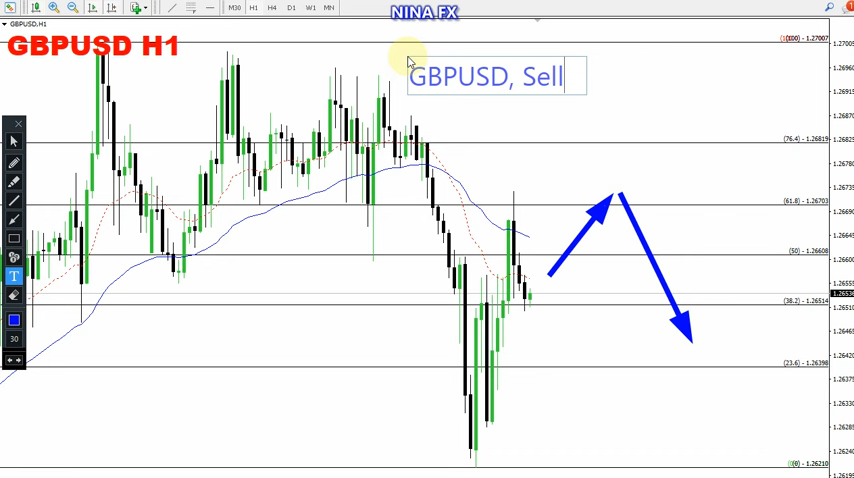 M30 H1 H4 D1 W1 MN
NINA FX
GBPUSD,H1
GBPUSD H1
GBPUSD, Sell
(100) - 1.27007
1.26960
1.26915
1.26870
(76.4) - 1.26819
1.26825
1.26780
1.26735
(61.8) - 1.26703
1.26690
1.26645
(50) - 1.26608
1.26600
1.26555
1.26536
(38.2) - 1.26514
1.26510
1.26465
1.26420
(23.6) - 1.26398
1.26375
1.26330
1.26285
1.26240
(0) - 1.26210
1.26195
T
30